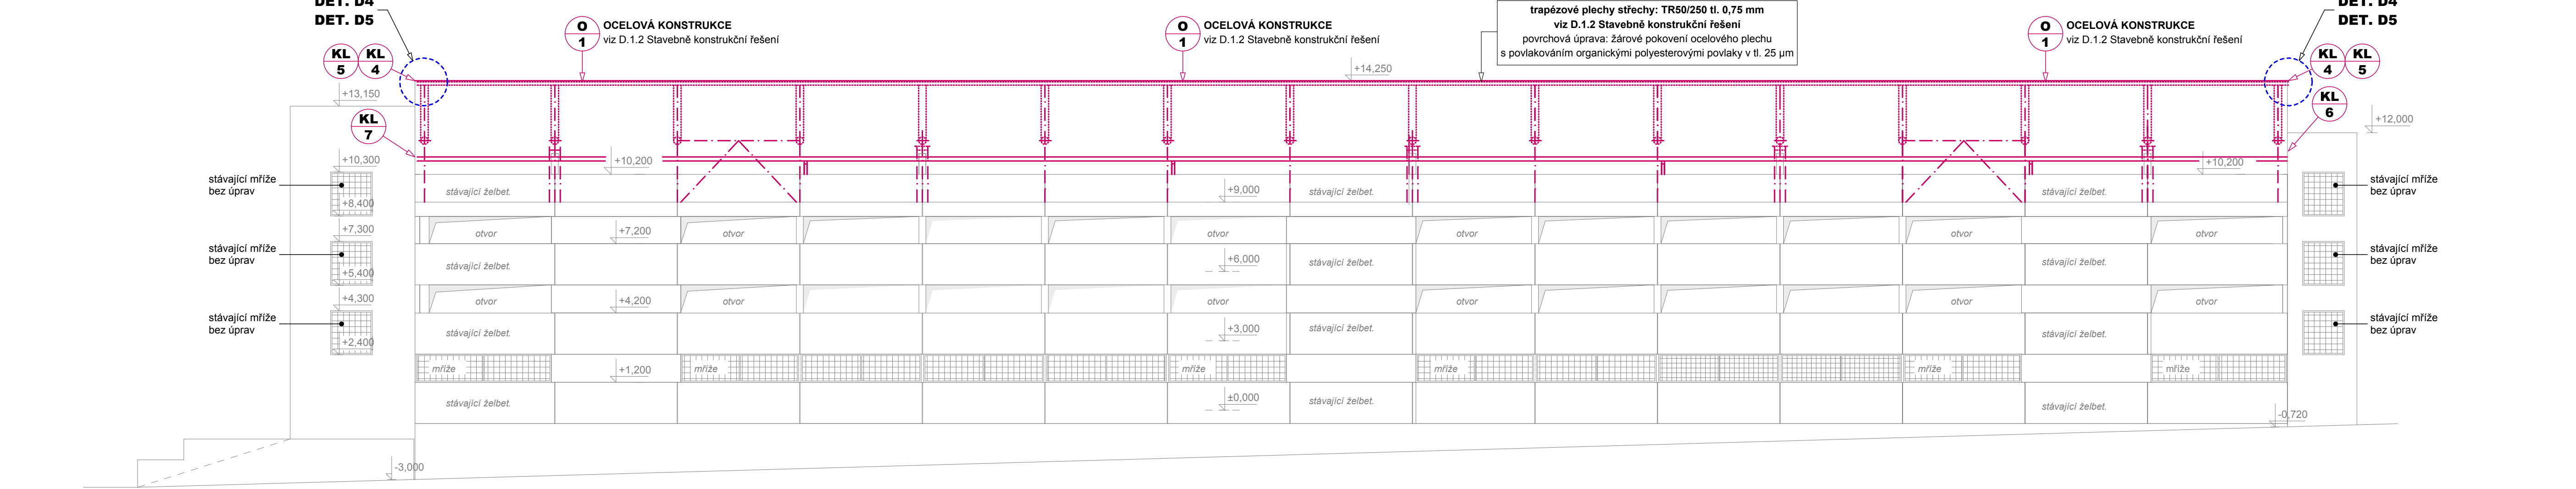 DET. D4
DET. D5
KL
5
KL
4
+13,150
KL
7
O
1
OCELOVÁ KONSTRUKCE
viz D.1.2 Stavebně konstrukční řešení
O
1
OCELOVÁ KONSTRUKCE
viz D.1.2 Stavebně konstrukční řešení
+14,250
trapézové plechy střechy: TR50/250 tl. 0,75 mm
viz D.1.2 Stavebně konstrukční řešení
povrchová úprava: žárové pokovení ocelového plechu
s povlakováním organickými polyesterovými povlaky v tl. 25 µm
O
1
OCELOVÁ KONSTRUKCE
viz D.1.2 Stavebně konstrukční řešení
DET. D4
DET. D5
KL
4
KL
5
KL
6
+12,000
+10,300
+10,200
+10,200
stávající mříže
bez úprav
+8,400
stávající želbet.
+9,000
stávající želbet.
stávající želbet.
stávající mříže
bez úprav
+7,300
otvor
+7,200
otvor
otvor
otvor
otvor
otvor
stávající mříže
bez úprav
+5,400
stávající želbet.
+6,000
stávající želbet.
stávající želbet.
stávající mříže
bez úprav
+4,300
otvor
+4,200
otvor
otvor
otvor
otvor
otvor
stávající mříže
bez úprav
+2,400
stávající želbet.
+3,000
stávající želbet.
stávající želbet.
stávající mříže
bez úprav
mříže
+1,200
mříže
mříže
mříže
mříže
mříže
stávající želbet.
±0,000
stávající želbet.
stávající želbet.
-0,720
-3,000